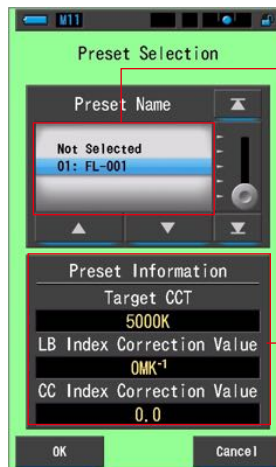 M11
Preset Selection
Preset Name
Not Selected
01: FL-001
Preset Information
Target CCT
5000K
LB Index Correction Value
0MK⁻¹
CC Index Correction Value
0.0
OK
Cancel